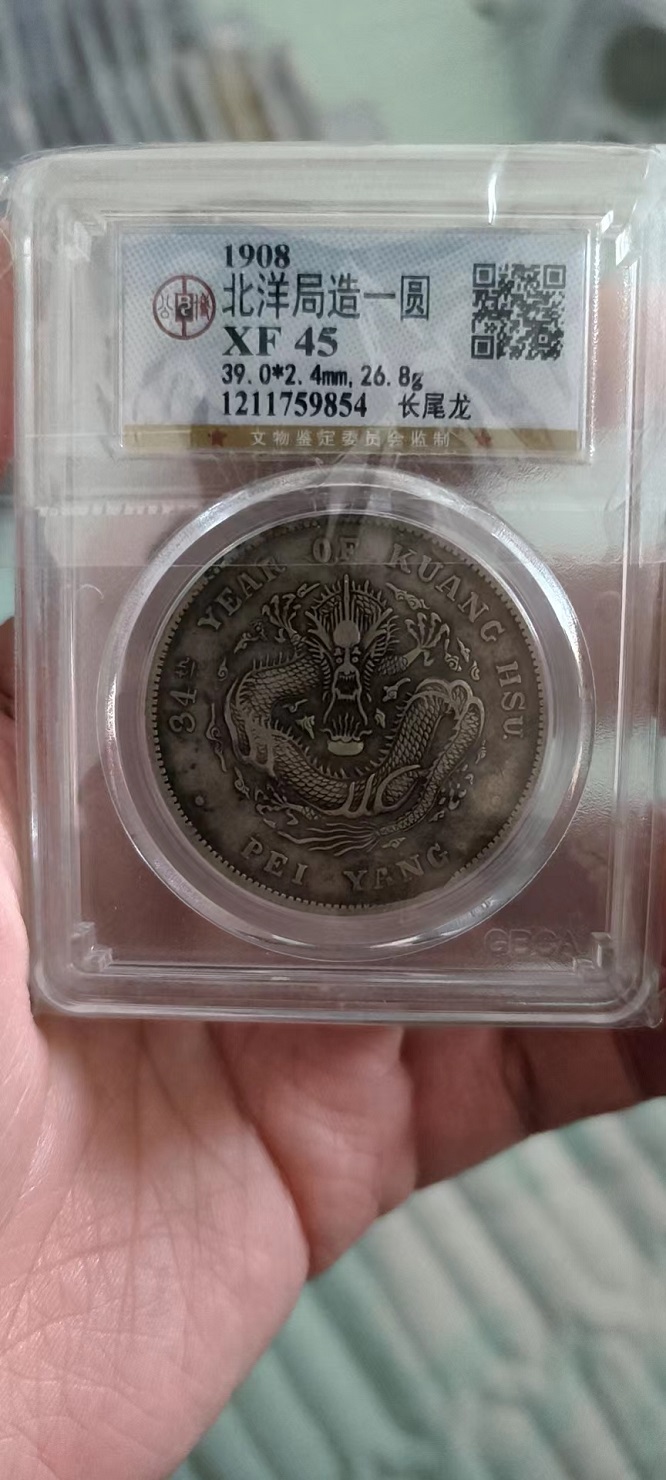 1908
北洋局造一圆
XF 45
39.0*2.4mm,26.8g
1211759854 长尾龙
文物鉴定委员会监制
34th YEAR OF KUANG HSU
PEI YANG
GBCA